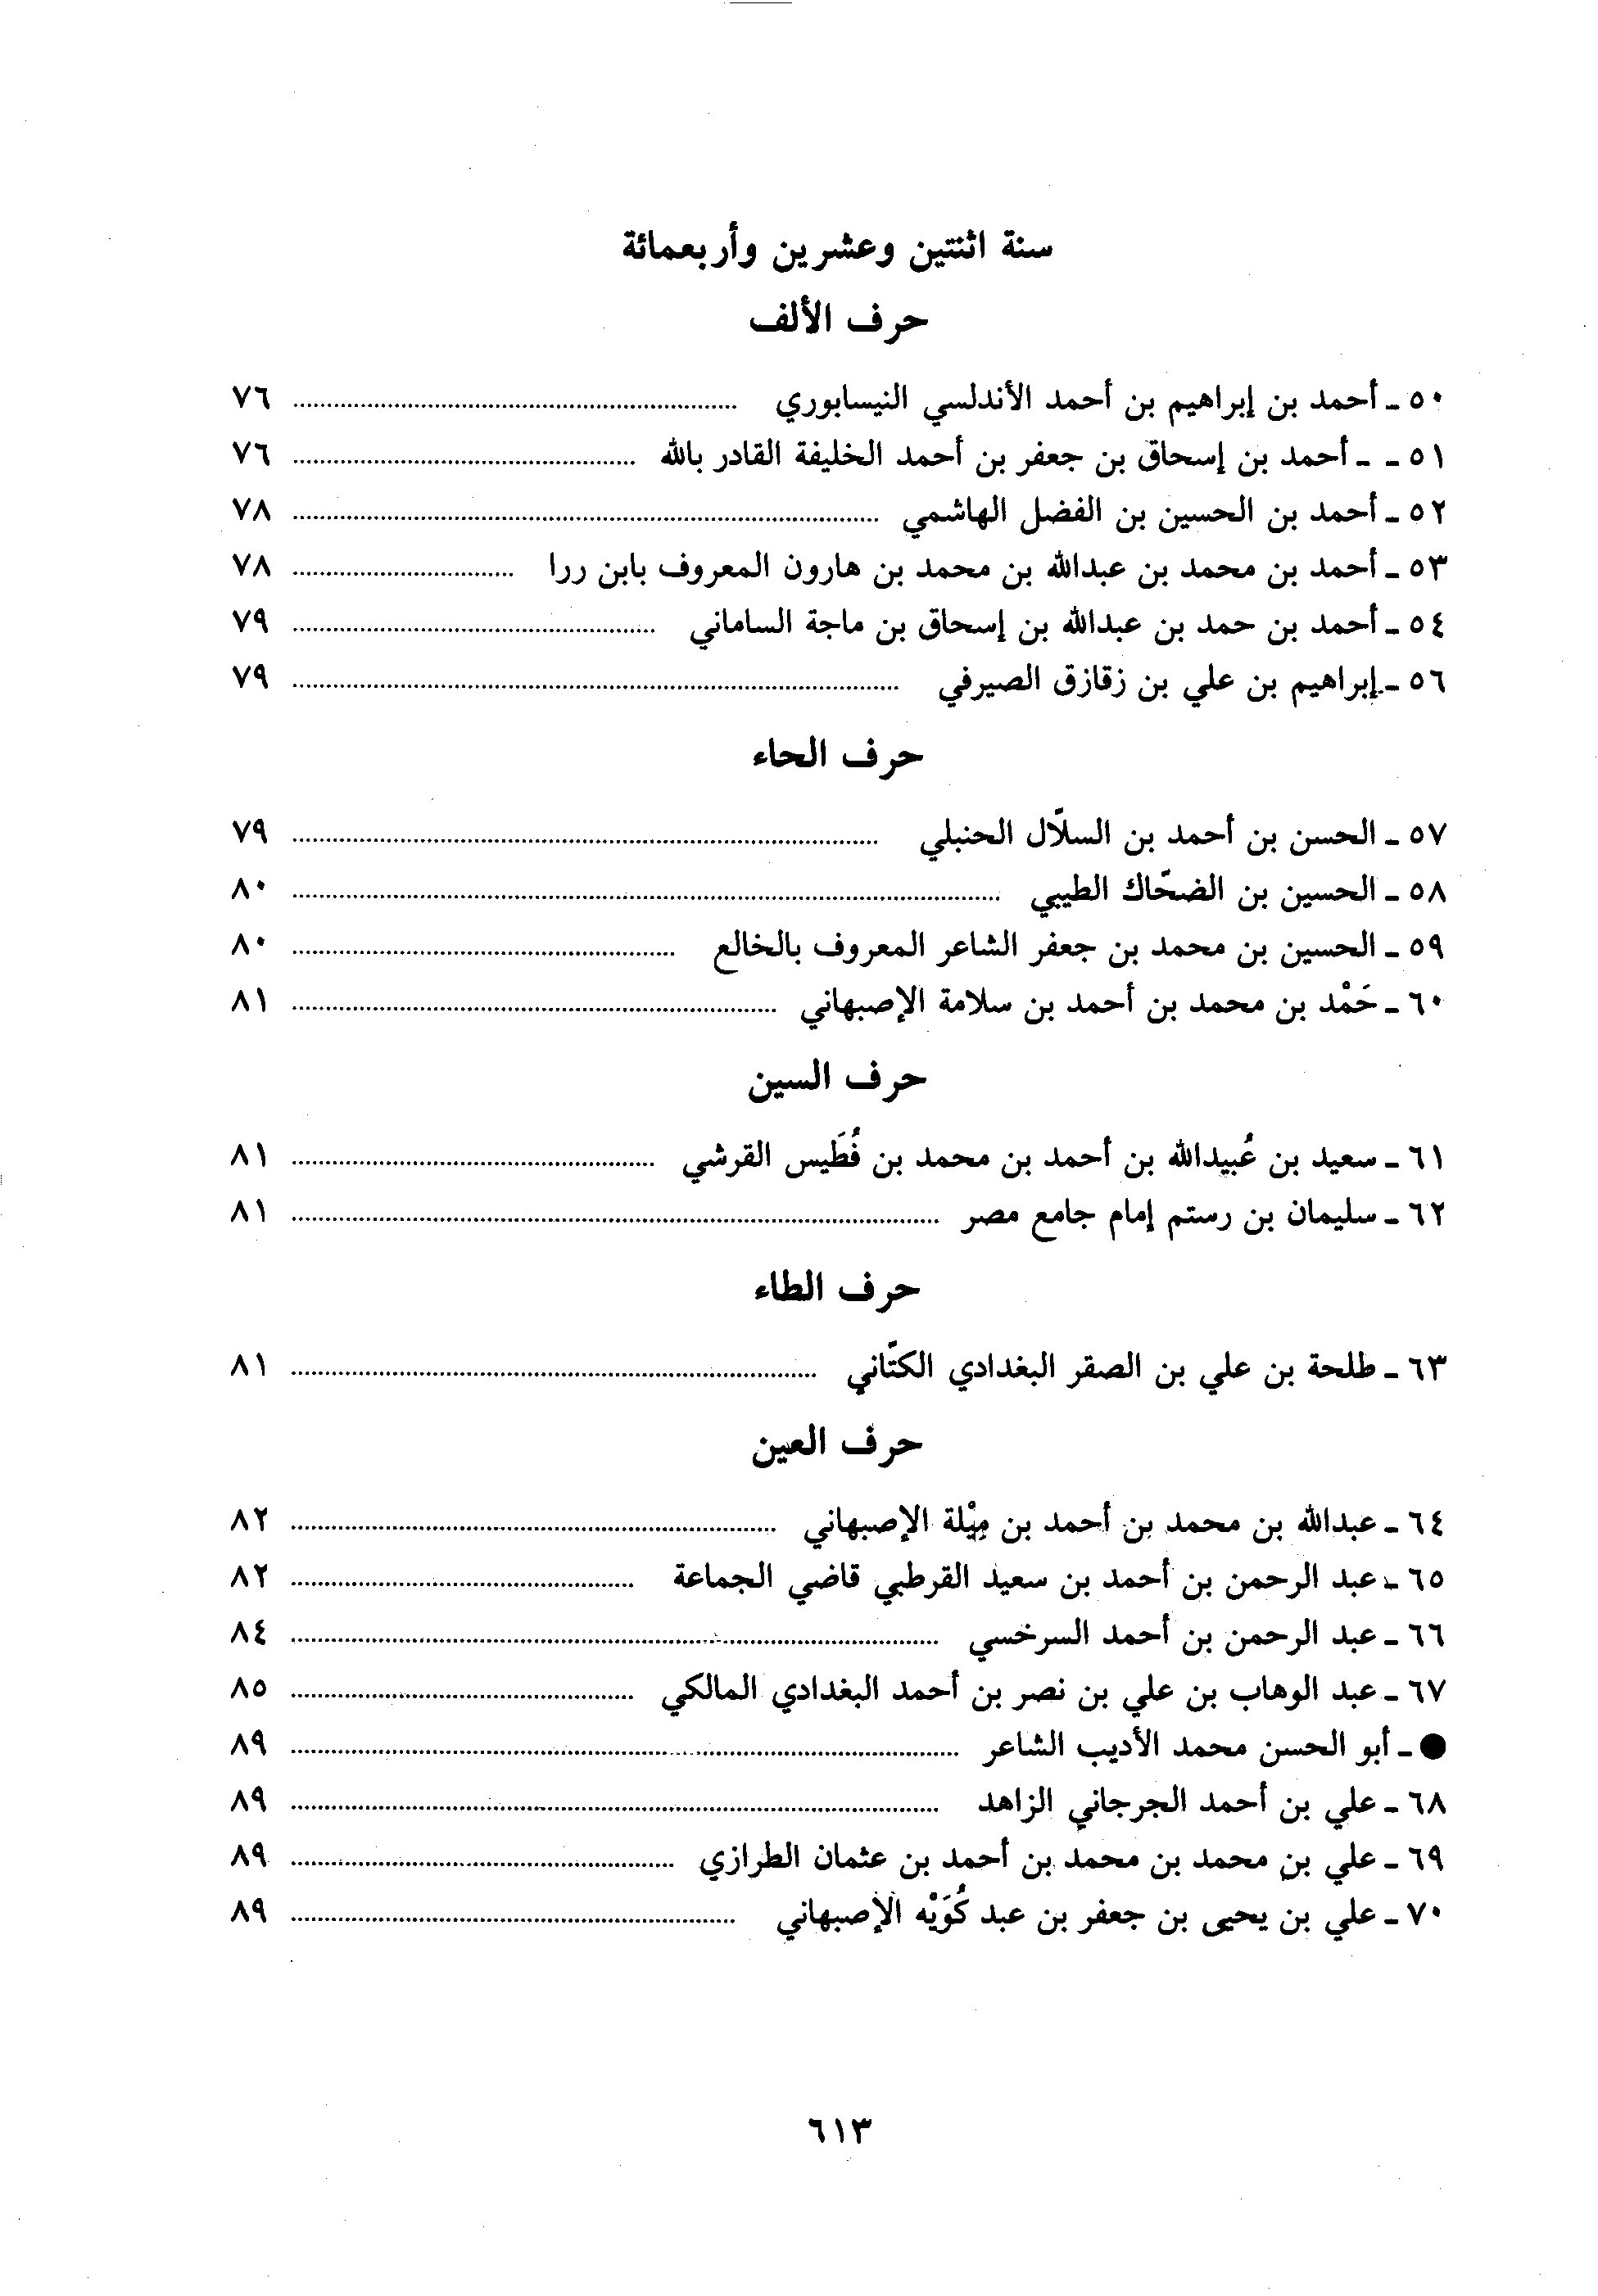 سنة اثنتين وعشرين وأربعمائة
حرف الألف
٥٠ ـ أحمد بن إبراهيم بن أحمد الأندلسي النيسابوري ........ ٧٦
٥١ ـ ـ أحمد بن إسحاق بن جعفر بن أحمد الخليفة القادر بالله ........ ٧٦
٥٢ ـ أحمد بن الحسين بن الفضل الهاشمي ........ ٧٨
٥٣ ـ أحمد بن محمد بن عبدالله بن محمد بن هارون المعروف بابن ررا ........ ٧٨
٥٤ ـ أحمد بن حمد بن عبدالله بن إسحاق بن ماجة الساماني ........ ٧٩
٥٦ ـ إبراهيم بن علي بن زقازق الصيرفي ........ ٧٩
حرف الحاء
٥٧ ـ الحسن بن أحمد بن السلّال الحنبلي ........ ٧٩
٥٨ ـ الحسين بن الضحّاك الطيبي ........ ٨٠
٥٩ ـ الحسين بن محمد بن جعفر الشاعر المعروف بالخالع ........ ٨٠
٦٠ ـ حَمْد بن محمد بن أحمد بن سلامة الإصبهاني ........ ٨١
حرف السين
٦١ ـ سعيد بن عُبيدالله بن أحمد بن محمد بن فُطَيس القرشي ........ ٨١
٦٢ ـ سليمان بن رستم إمام جامع مصر ........ ٨١
حرف الطاء
٦٣ ـ طلحة بن علي بن الصقر البغدادي الكتّاني ........ ٨١
حرف العين
٦٤ ـ عبدالله بن محمد بن أحمد بن مِيْلة الإصبهاني ........ ٨٢
٦٥ ـ عبد الرحمن بن أحمد بن سعيد القرطبي قاضي الجماعة ........ ٨٢
٦٦ ـ عبد الرحمن بن أحمد السرخسي ........ ٨٤
٦٧ ـ عبد الوهاب بن علي بن نصر بن أحمد البغدادي المالكي ........ ٨٥
● ـ أبو الحسن محمد الأديب الشاعر ........ ٨٩
٦٨ ـ علي بن أحمد الجرجاني الزاهد ........ ٨٩
٦٩ ـ علي بن محمد بن محمد بن أحمد بن عثمان الطرازي ........ ٨٩
٧٠ ـ علي بن يحيى بن جعفر بن عبد كُوَيْه الإصبهاني ........ ٨٩
٦١٣